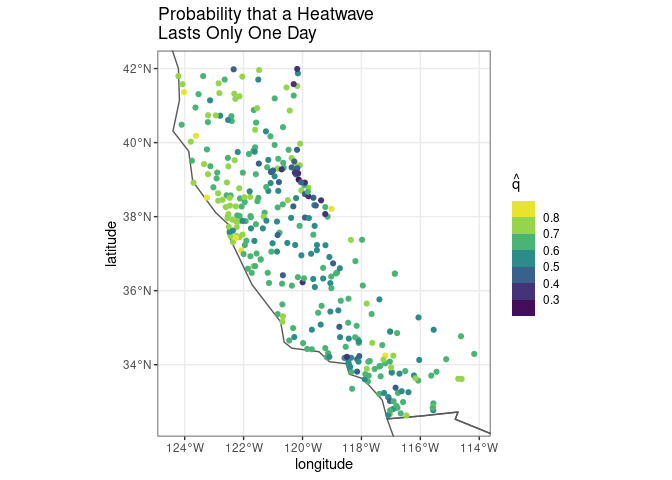 Probability that a Heatwave
Lasts Only One Day
42°N
40°N
38°N
36°N
34°N
124°W 122°W 120°W 118°W 116°W 114°W
longitude
latitude
q̂
0.8
0.7
0.6
0.5
0.4
0.3